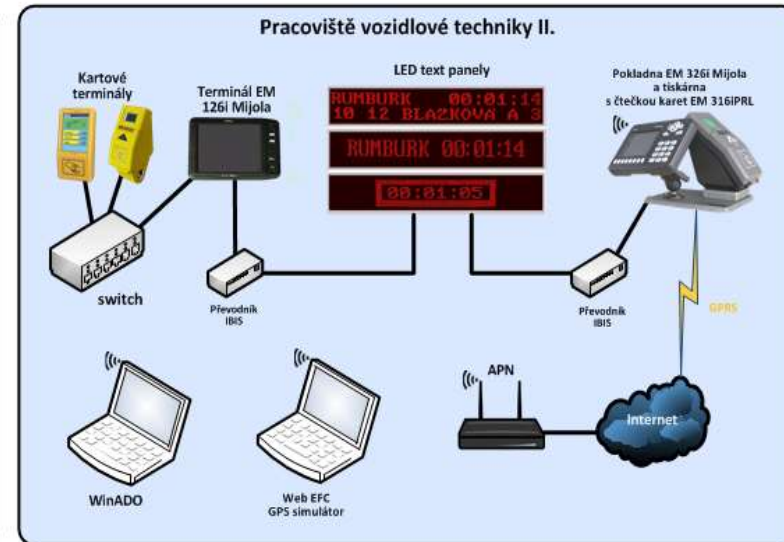 Pracoviště vozidlové techniky II.
Kartové
terminály
Terminál EM
126i Mijola
LED text panely
Pokladna EM 326i Mijola
a tiskárna
s čtečkou karet EM 316iPRL
RUMBURK 00:01:14
10 12 BLAZKOVA A 3
RUMBURK 00:01:14
00:01:05
switch
Převodník
IBIS
Převodník
IBIS
GPRS
APN
Internet
WinADO
Web EFC
GPS simulátor